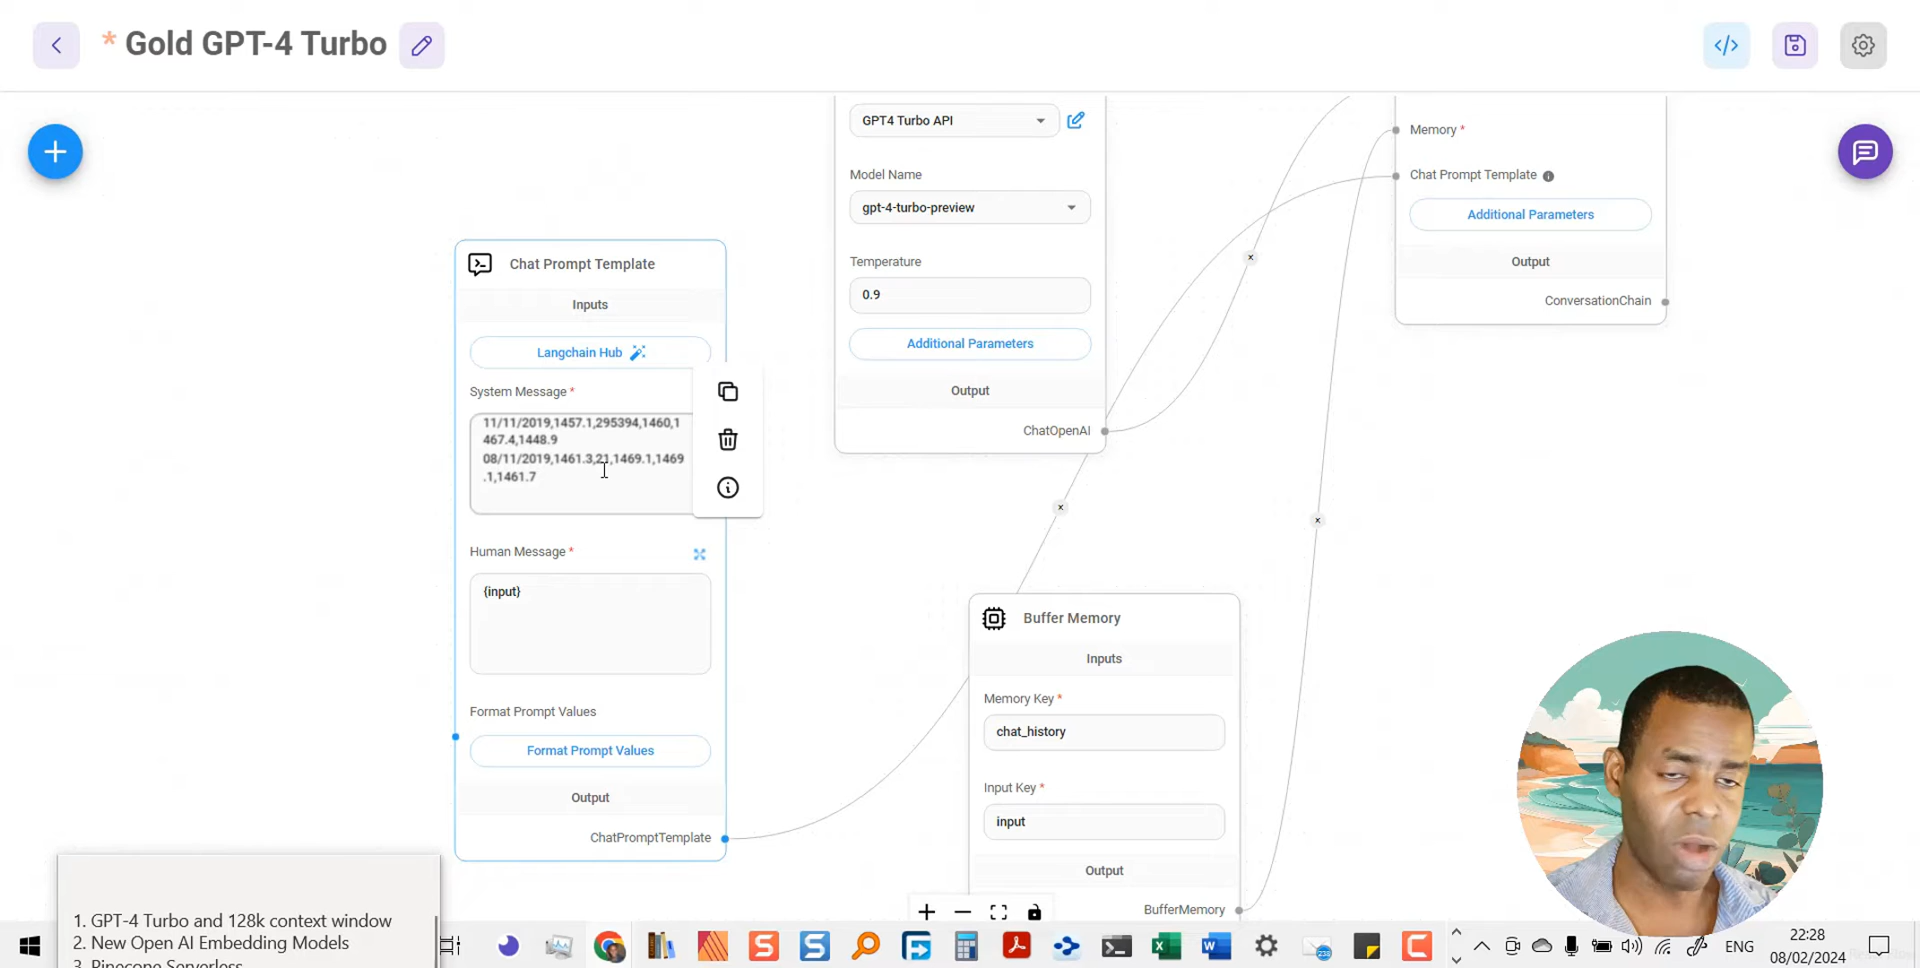 * Gold GPT-4 Turbo
GPT4 Turbo API
Model Name
gpt-4-turbo-preview
Temperature
0.9
Additional Parameters
Output
ChatOpenAI
Memory *
Chat Prompt Template
Additional Parameters
Output
ConversationChain
Chat Prompt Template
Inputs
Langchain Hub
System Message *
11/11/2019,1457.1,295394,1460,1
467.4,1448.9
08/11/2019,1461.3,21,1469.1,1469
.1,1461.7
Human Message *
{input}
Format Prompt Values
Format Prompt Values
Output
ChatPromptTemplate
Buffer Memory
Inputs
Memory Key *
chat_history
Input Key *
input
Output
BufferMemory
1. GPT-4 Turbo and 128k context window
2. New Open AI Embedding Models
3. Pinecone Serverless
ENG
22:28
08/02/2024